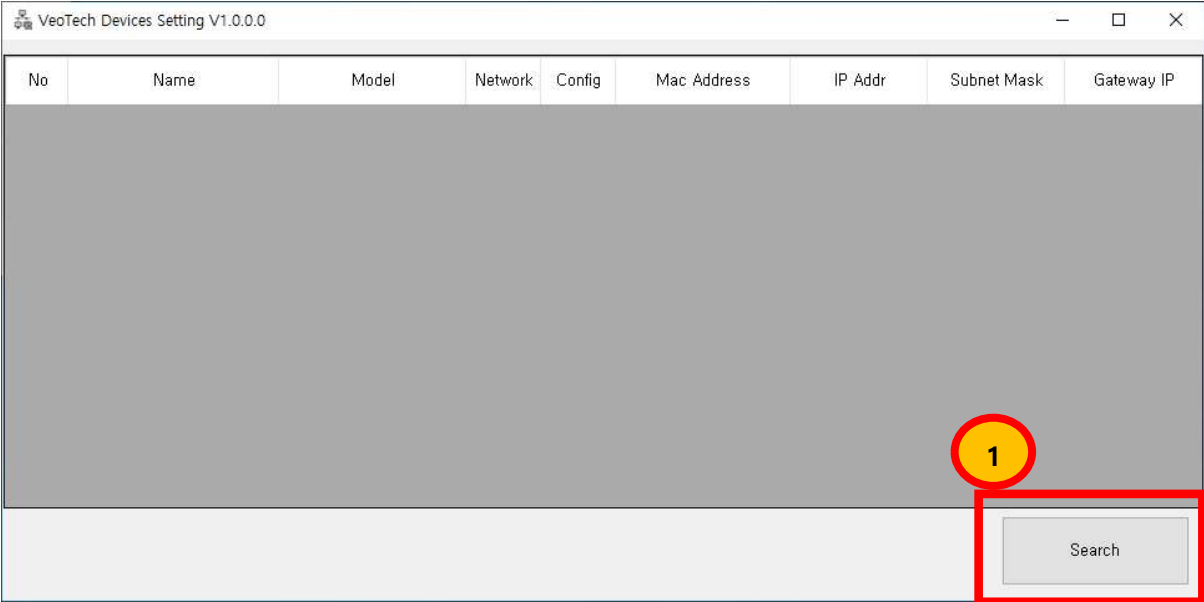 VeoTech Devices Setting V1.0.0.0
No Name Model Network Config Mac Address IP Addr Subnet Mask Gateway IP
1
Search